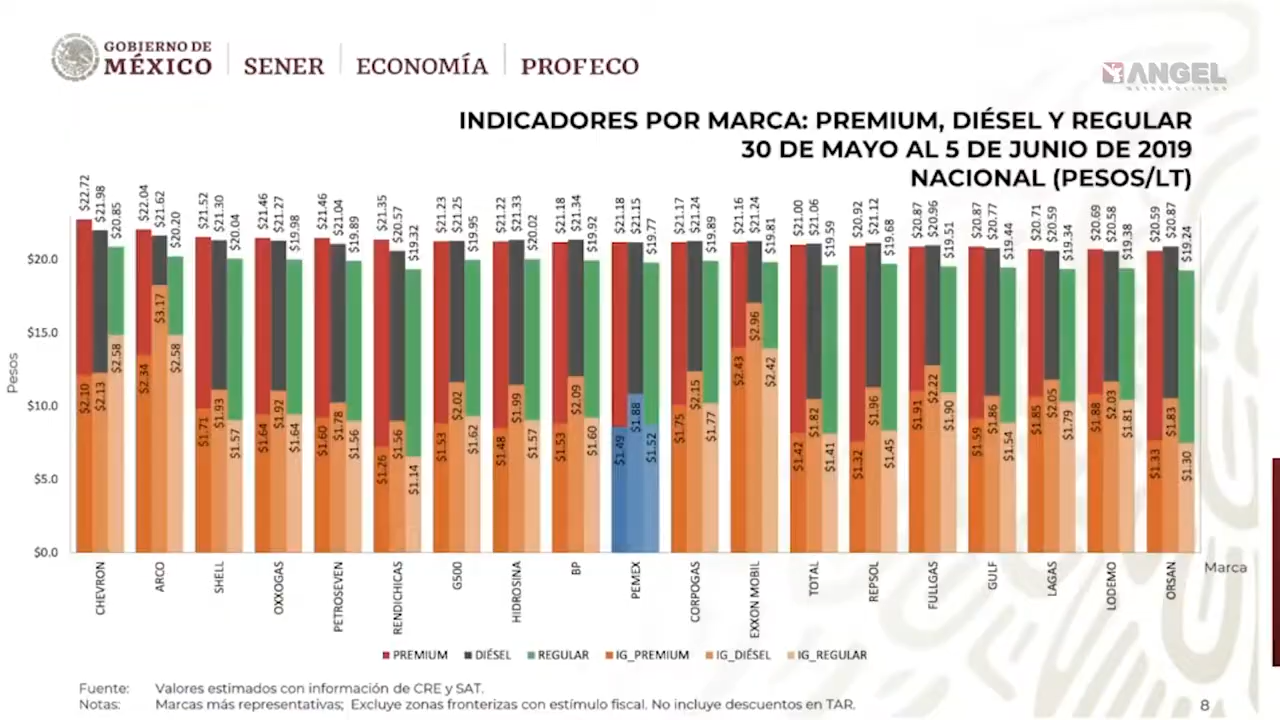 GOBIERNO DE
MÉXICO
SENER
ECONOMÍA
PROFECO
ANGEL
METROPOLITANO
INDICADORES POR MARCA: PREMIUM, DIÉSEL Y REGULAR
30 DE MAYO AL 5 DE JUNIO DE 2019
NACIONAL (PESOS/LT)
$22.72 $21.98 $20.85 $22.04 $21.62 $20.20 $21.52 $21.30 $20.04 $21.46 $21.27 $19.98 $21.46 $21.04 $19.89 $21.35 $20.57 $19.32 $21.23 $21.25 $19.95 $21.22 $21.33 $20.02 $21.18 $21.34 $19.92 $21.18 $21.15 $19.77 $21.17 $21.24 $19.89 $21.16 $21.24 $19.81 $21.00 $21.06 $19.59 $20.92 $21.12 $19.68 $20.87 $20.96 $19.51 $20.87 $20.77 $19.44 $20.71 $20.59 $19.34 $20.69 $20.58 $19.38 $20.59 $20.87 $19.24
$20.0
$15.0
$10.0
$5.0
$0.0
Pesos
$2.10 $2.13 $2.58 $2.34 $3.17 $2.58 $1.71 $1.93 $1.57 $1.64 $1.92 $1.64 $1.60 $1.78 $1.56 $1.26 $1.56 $1.14 $1.53 $2.02 $1.62 $1.48 $1.99 $1.57 $1.53 $2.09 $1.60 $1.49 $1.88 $1.52 $1.75 $2.15 $1.77 $2.43 $2.96 $2.42 $1.42 $1.82 $1.41 $1.32 $1.96 $1.45 $1.91 $2.22 $1.90 $1.59 $1.86 $1.54 $1.85 $2.05 $1.79 $1.88 $2.03 $1.81 $1.33 $1.83 $1.30
CHEVRON ARCO SHELL OXXOGAS PETROSEVEN RENDICHICAS G500 HIDROSINA BP PEMEX CORPOGAS EXXON MOBIL TOTAL REPSOL FULLGAS GULF LAGAS LODEMO ORSAN
Marca
PREMIUM DIÉSEL REGULAR IG_PREMIUM IG_DIÉSEL IG_REGULAR
Fuente: Valores estimados con información de CRE y SAT.
Notas: Marcas más representativas; Excluye zonas fronterizas con estímulo fiscal. No incluye descuentos en TAR.
8